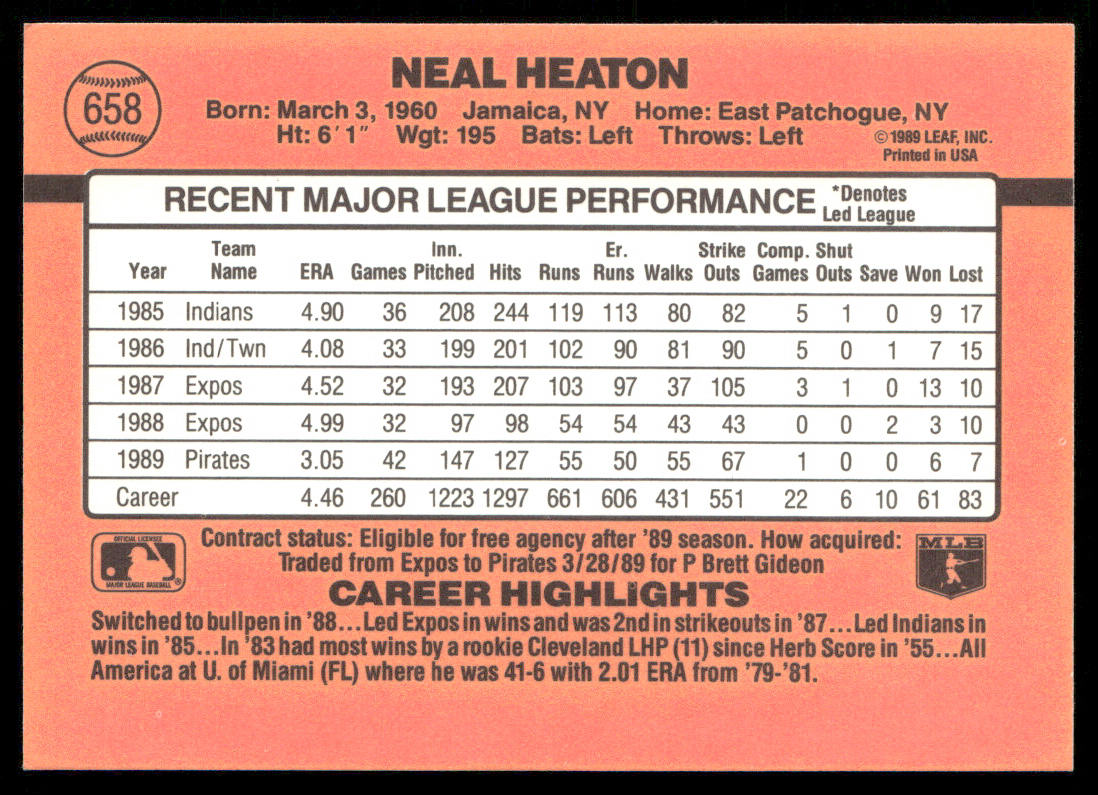 658
NEAL HEATON
Born: March 3, 1960 Jamaica, NY Home: East Patchogue, NY
Ht: 6' 1" Wgt: 195 Bats: Left Throws: Left
©1989 LEAF, INC.
Printed in USA
RECENT MAJOR LEAGUE PERFORMANCE *Denotes Led League
Year Team Name ERA Games Inn. Pitched Hits Runs Er. Runs Walks Strike Outs Comp. Games Shut Outs Save Won Lost
1985 Indians 4.90 36 208 244 119 113 80 82 5 1 0 9 17
1986 Ind/Twn 4.08 33 199 201 102 90 81 90 5 0 1 7 15
1987 Expos 4.52 32 193 207 103 97 37 105 3 1 0 13 10
1988 Expos 4.99 32 97 98 54 54 43 43 0 0 2 3 10
1989 Pirates 3.05 42 147 127 55 50 55 67 1 0 0 6 7
Career 4.46 260 1223 1297 661 606 431 551 22 6 10 61 83
OFFICIAL LICENSEE
MAJOR LEAGUE BASEBALL
®
Contract status: Eligible for free agency after '89 season. How acquired:
Traded from Expos to Pirates 3/28/89 for P Brett Gideon
MLB
CAREER HIGHLIGHTS
Switched to bullpen in '88...Led Expos in wins and was 2nd in strikeouts in '87...Led Indians in
wins in '85...In '83 had most wins by a rookie Cleveland LHP (11) since Herb Score in '55...All
America at U. of Miami (FL) where he was 41-6 with 2.01 ERA from '79-'81.